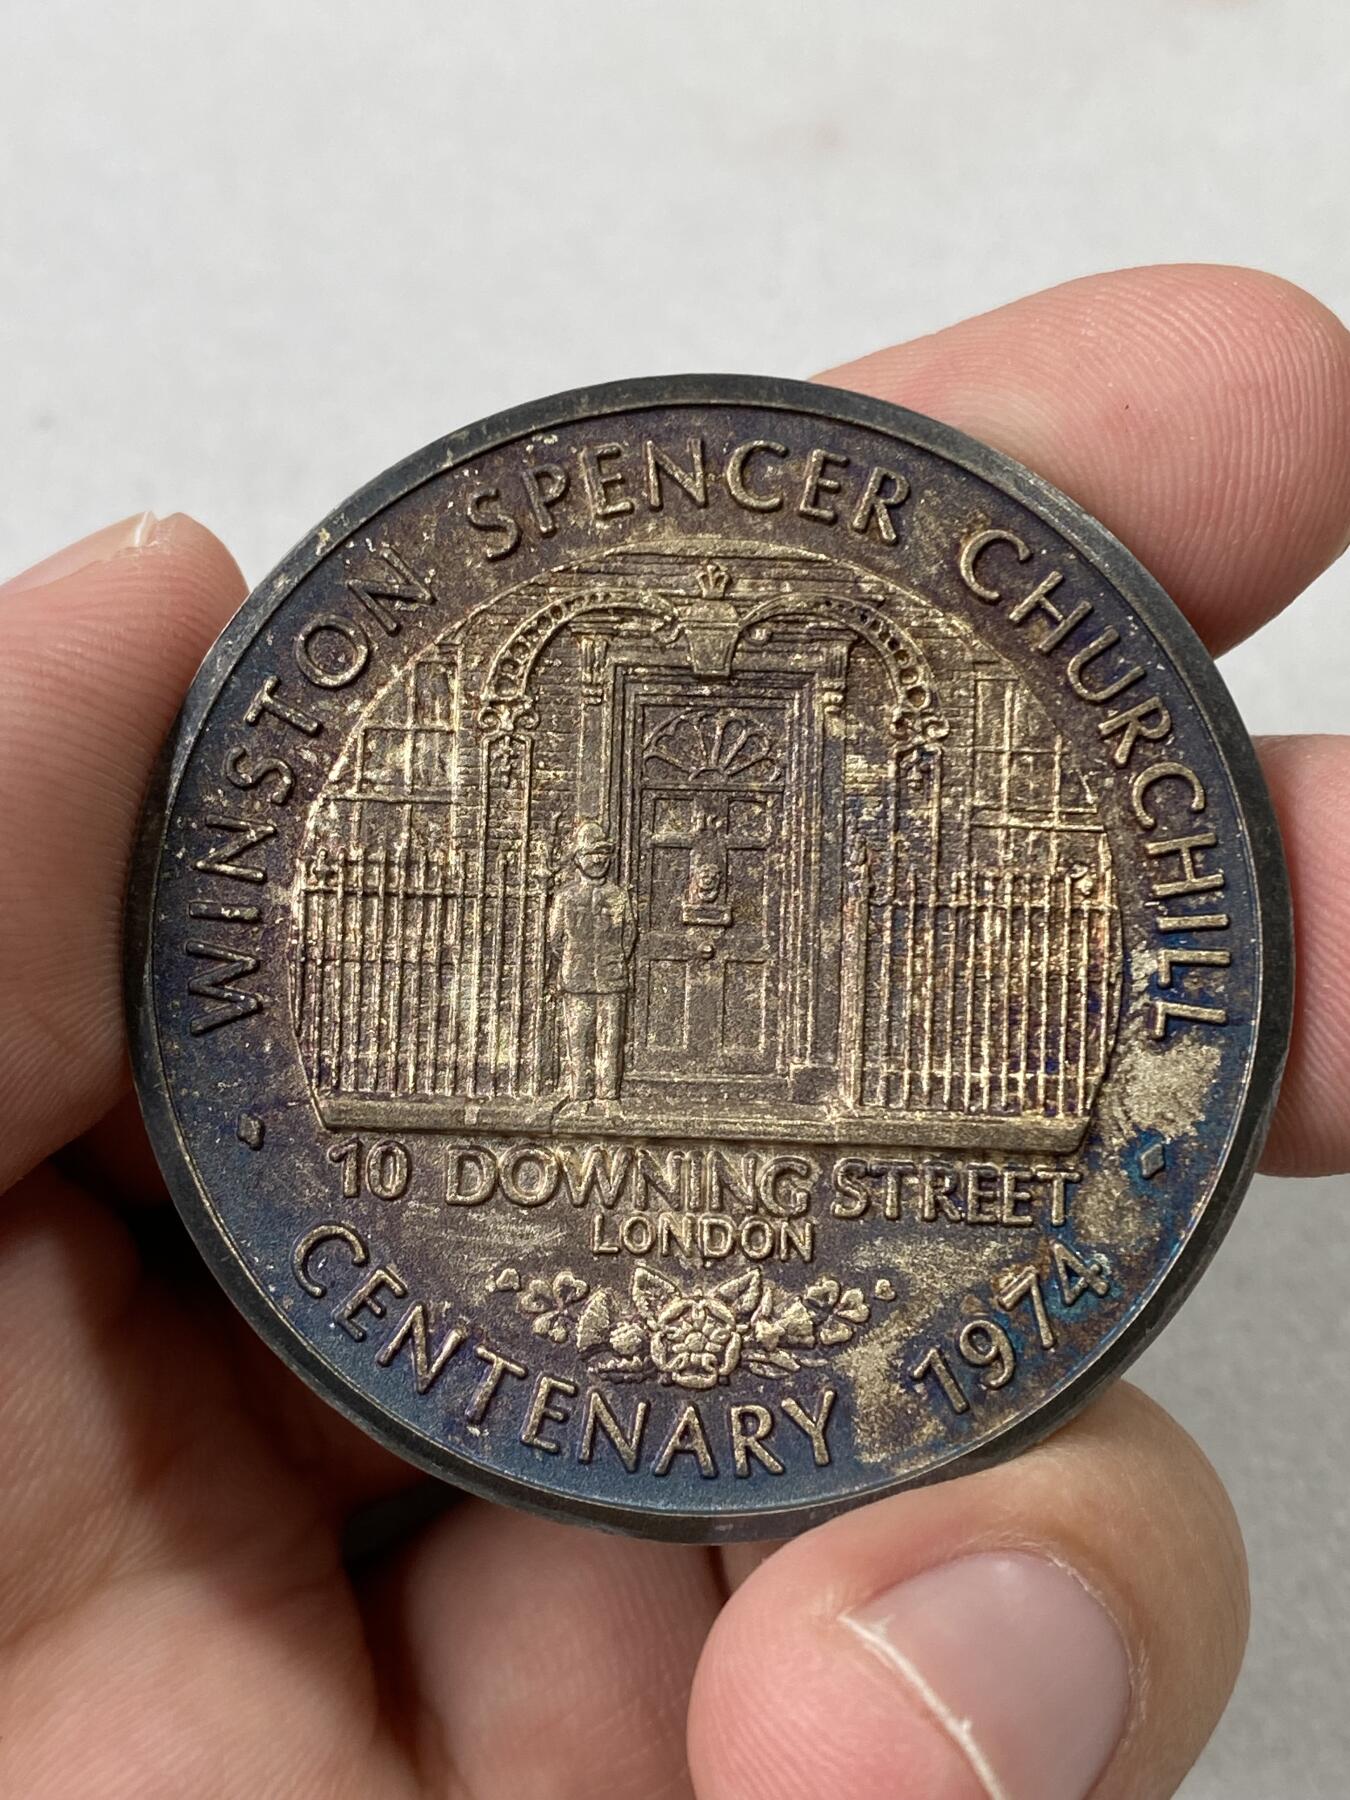 WINSTON SPENCER CHURCHILL
10 DOWNING STREET
LONDON
CENTENARY 1974